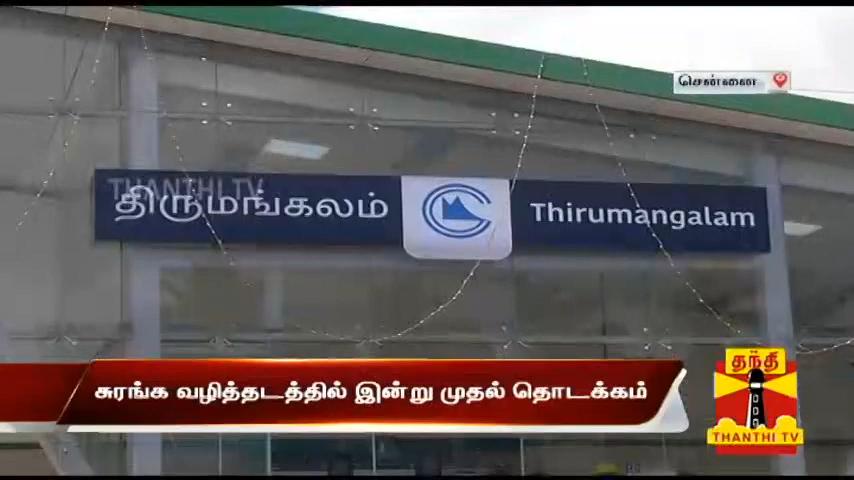 சென்னை
THANTHI TV
திருமங்கலம்
Thirumangalam
சுரங்க வழித்தடத்தில் இன்று முதல் தொடக்கம்
தந்தி
THANTHI TV